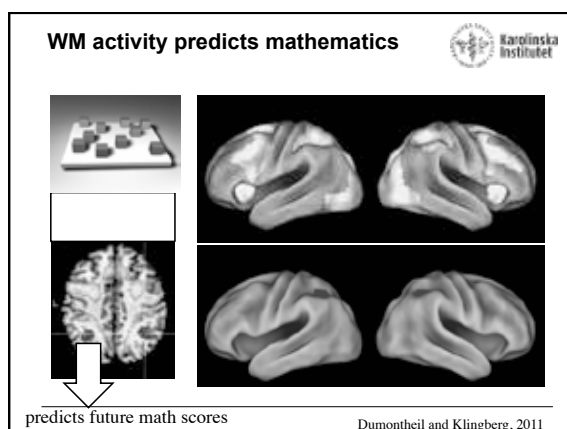 WM activity predicts mathematics
Karolinska
Institutet
predicts future math scores
Dumontheil and Klingberg, 2011